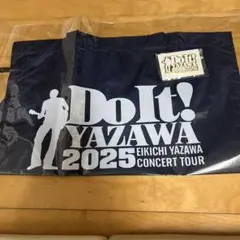 Do It!
YAZAWA
2025 EIKICHI YAZAWA
CONCERT TOUR